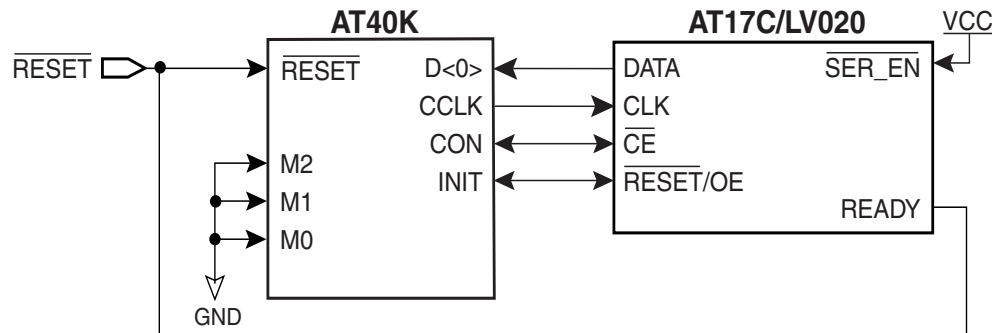 AT40K
AT17C/LV020
VCC
RESET
RESET
D<0>
DATA
SER_EN
CCLK
CLK
CON
CE
M2
INIT
RESET/OE
M1
READY
M0
GND